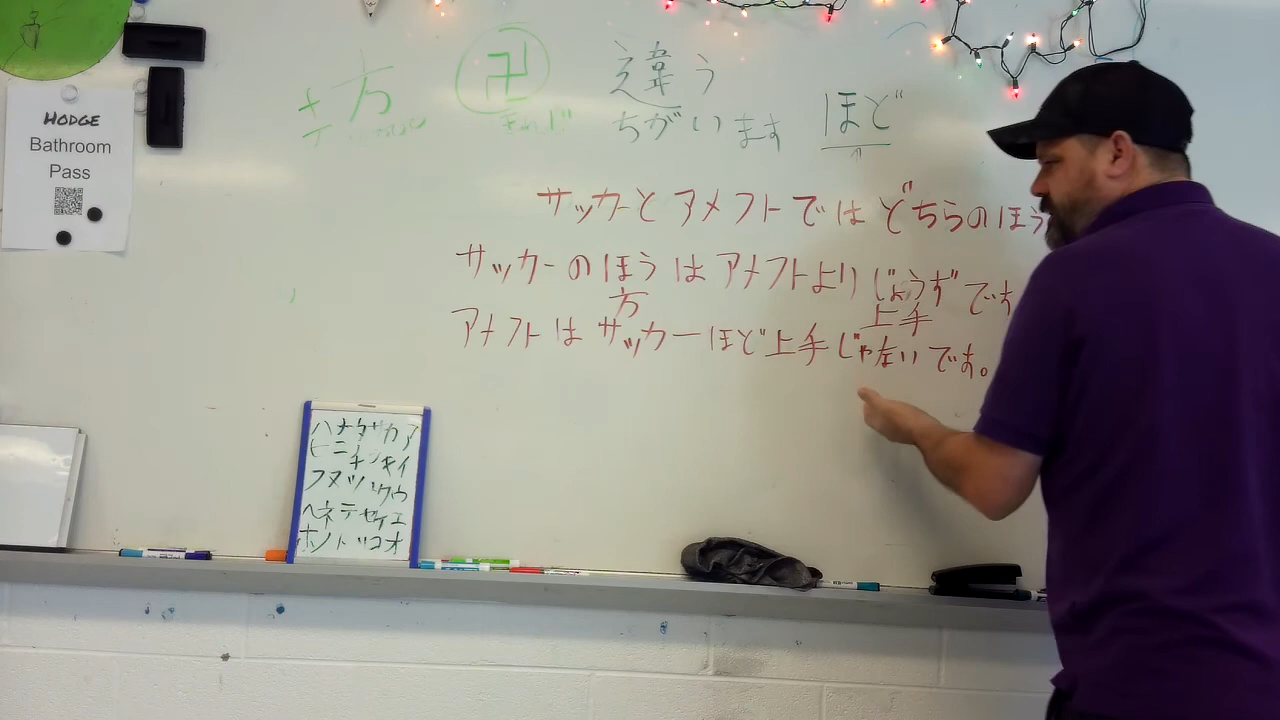 HODGE
Bathroom
Pass
方 卍 違う
ちがいます ほど
サッカーとアメフトではどちらのほう
サッカーのほうはアメフトよりじょうずです
方 上手
アメフトはサッカーほど上手じゃないです。
ハナタサカア
ヒニチシキイ
フヌツスクウ
ヘネテセケエ
ホノトソコオ